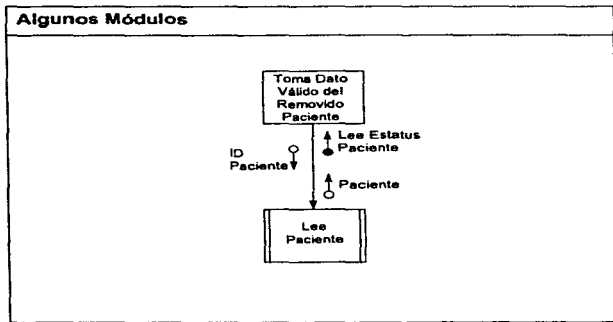 Algunos Módulos
Toma Dato
Válido del
Removido
Paciente
ID
Paciente
Lee Estatus
Paciente
Paciente
Lee
Paciente